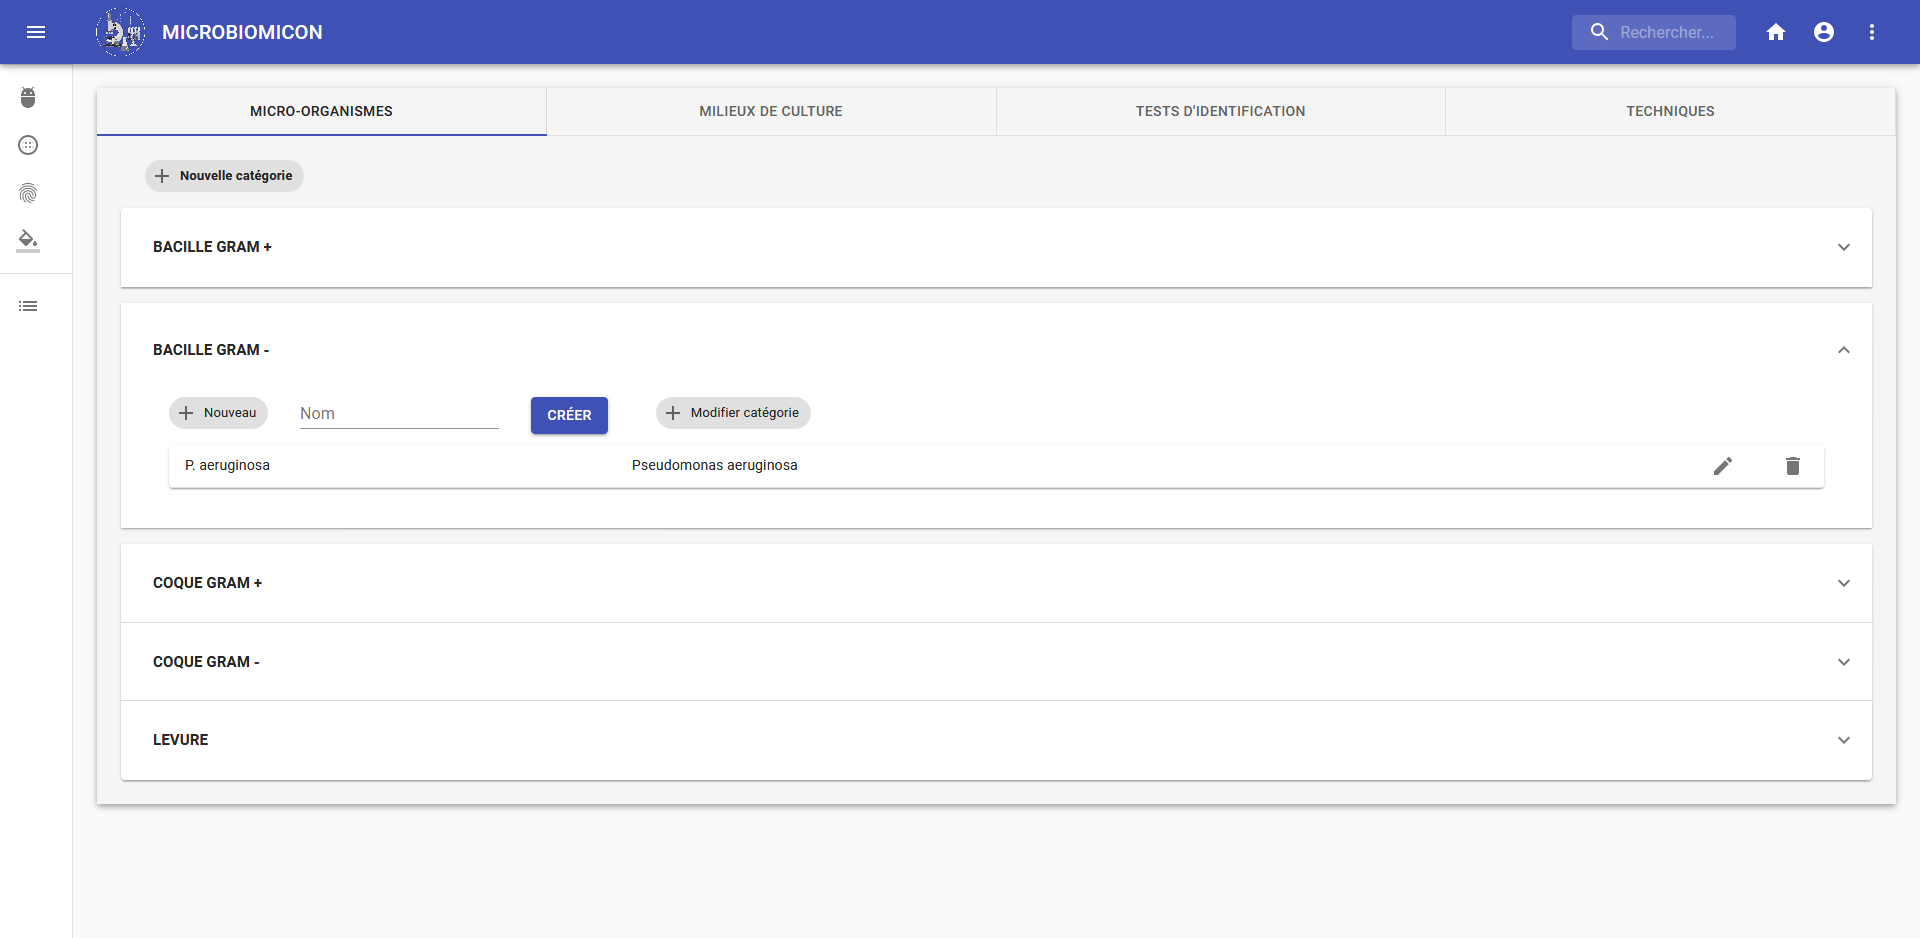 MICROBIOMICON
Rechercher...
MICRO-ORGANISMES
MILIEUX DE CULTURE
TESTS D'IDENTIFICATION
TECHNIQUES
Nouvelle catégorie
BACILLE GRAM +
BACILLE GRAM -
Nouveau
Nom
CRÉER
Modifier catégorie
P. aeruginosa
Pseudomonas aeruginosa
COQUE GRAM +
COQUE GRAM -
LEVURE